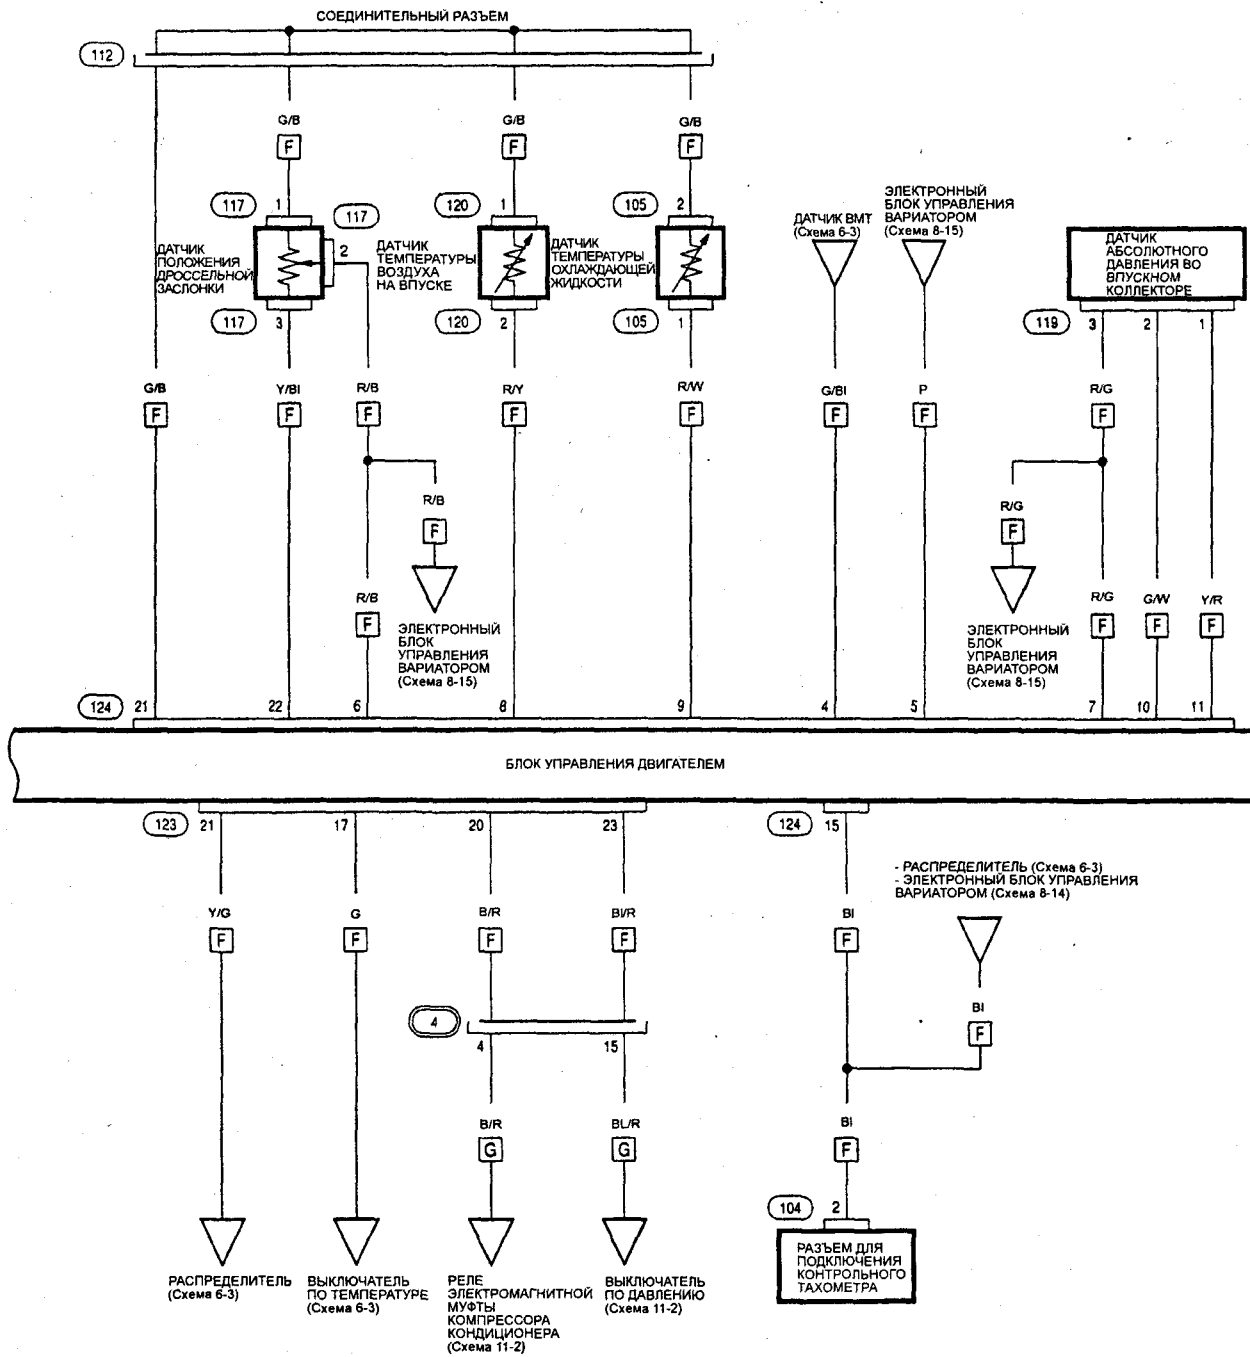 СОЕДИНИТЕЛЬНЫЙ РАЗЪЕМ
112
G/B
G/B
G/B
F
F
F
117
1
117
120
1
105
2
2
ДАТЧИК
ПОЛОЖЕНИЯ
ДРОССЕЛЬНОЙ
ЗАСЛОНКИ
ДАТЧИК
ТЕМПЕРАТУРЫ
ВОЗДУХА
НА ВПУСКЕ
ДАТЧИК
ТЕМПЕРАТУРЫ
ОХЛАЖДАЮЩЕЙ
ЖИДКОСТИ
ДАТЧИК ВМТ
(Схема 6-3)
ЭЛЕКТРОННЫЙ
БЛОК УПРАВЛЕНИЯ
ВАРИАТОРОМ
(Схема 8-15)
ДАТЧИК
АБСОЛЮТНОГО
ДАВЛЕНИЯ ВО
ВПУСКНОМ
КОЛЛЕКТОРЕ
117
3
120
2
105
1
119
3
2
1
G/B
Y/Bl
R/B
R/Y
R/W
G/Bl
P
R/G
F
F
F
F
F
F
F
F
R/B
F
R/G
F
R/B
F
R/G
G/W
Y/R
F
F
F
ЭЛЕКТРОННЫЙ
БЛОК
УПРАВЛЕНИЯ
ВАРИАТОРОМ
(Схема 8-15)
ЭЛЕКТРОННЫЙ
БЛОК
УПРАВЛЕНИЯ
ВАРИАТОРОМ
(Схема 8-15)
124
21
22
6
8
9
4
5
7
10
11
БЛОК УПРАВЛЕНИЯ ДВИГАТЕЛЕМ
123
21
17
20
23
124
15
- РАСПРЕДЕЛИТЕЛЬ (Схема 6-3)
- ЭЛЕКТРОННЫЙ БЛОК УПРАВЛЕНИЯ
ВАРИАТОРОМ (Схема 8-14)
Y/G
G
B/R
Bl/R
Bl
F
F
F
F
F
Bl
F
4
4
15
B/R
BL/R
Bl
G
G
F
104
2
РАЗЪЕМ ДЛЯ
ПОДКЛЮЧЕНИЯ
КОНТРОЛЬНОГО
ТАХОМЕТРА
РАСПРЕДЕЛИТЕЛЬ
(Схема 6-3)
ВЫКЛЮЧАТЕЛЬ
ПО ТЕМПЕРАТУРЕ
(Схема 6-3)
РЕЛЕ
ЭЛЕКТРОМАГНИТНОЙ
МУФТЫ
КОМПРЕССОРА
КОНДИЦИОНЕРА
(Схема 11-2)
ВЫКЛЮЧАТЕЛЬ
ПО ДАВЛЕНИЮ
(Схема 11-2)